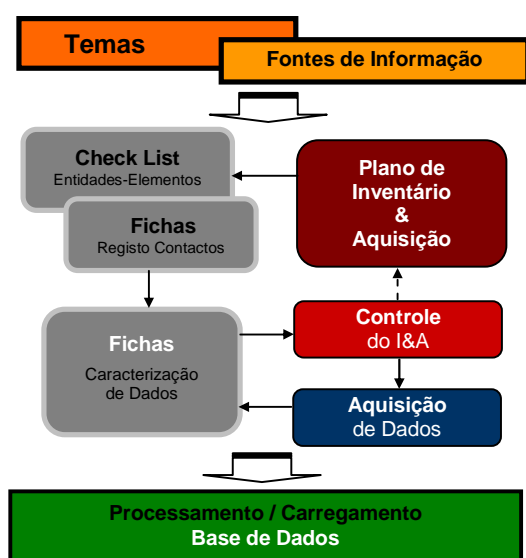 Temas
Fontes de Informação
Check List
Entidades-Elementos
Fichas
Registo Contactos
Plano de
Inventário
&
Aquisição
Fichas
Caracterização
de Dados
Controle
do I&A
Aquisição
de Dados
Processamento / Carregamento
Base de Dados